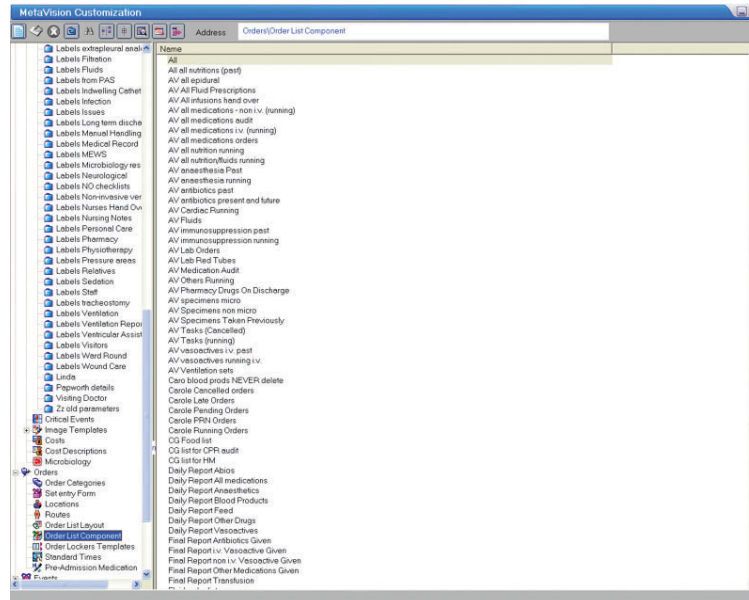 MetaVision Customization
Address Orders\Order List Component
Labels extrapleural anal
Labels Filtration
Labels Fluids
Labels from PAS
Labels Indwelling Cathet
Labels Infection
Labels Issues
Labels Long term discha
Labels Manual Handling
Labels Medical Record
Labels MEWS
Labels Microbiology res
Labels Neurological
Labels NO checklists
Labels Non-invasive ver
Labels Nurses Hand Ov
Labels Nursing Notes
Labels Personal Care
Labels Pharmacy
Labels Physiotherapy
Labels Pressure areas
Labels Relatives
Labels Sedation
Labels Staff
Labels tracheostomy
Labels Ventilation
Labels Ventilation Repor
Labels Ventricular Assist
Labels Visitors
Labels Ward Round
Labels Wound Care
Linda
Papworth details
Visiting Doctor
Zz old parameters
Critical Events
Image Templates
Costs
Cost Descriptions
Microbiology
Orders
Order Categories
Set entry Form
Locations
Routes
Order List Layout
Order List Component
Order Lockers Templates
Standard Times
Pre-Admission Medication
Events
Name
All
All all nutritions (past)
AV all epidural
AV All Fluid Prescriptions
AV All infusions hand over
AV all medications - non i.v. (running)
AV all medications audit
AV all medications i.v. (running)
AV all medications orders
AV all nutrition running
AV all nutrition/fluids running
AV anaesthesia Past
AV anaesthesia running
AV antibiotics past
AV antibiotics present and future
AV Cardiac Running
AV Fluids
AV immunosuppression past
AV immunosuppression running
AV Lab Orders
AV Lab Red Tubes
AV Medication Audit
AV Others Running
AV Pharmacy Drugs On Discharge
AV specimens micro
AV Specimens non micro
AV Specimens Taken Previously
AV Tasks (Cancelled)
AV Tasks (running)
AV vasoactives i.v. past
AV vasoactives running i.v.
AV Ventilation sets
Caro blood prods NEVER delete
Carole Cancelled orders
Carole Late Orders
Carole Pending Orders
Carole PRN Orders
Carole Running Orders
CG Food list
CG list for CPR audit
CG list for HM
Daily Report Abios
Daily Report All medications
Daily Report Anaesthetics
Daily Report Blood Products
Daily Report Feed
Daily Report Other Drugs
Daily Report Vasoactives
Final Report Antibiotics Given
Final Report i.v. Vasoactive Given
Final Report non i.v. Vasoactive Given
Final Report Other Medications Given
Final Report Transfusion